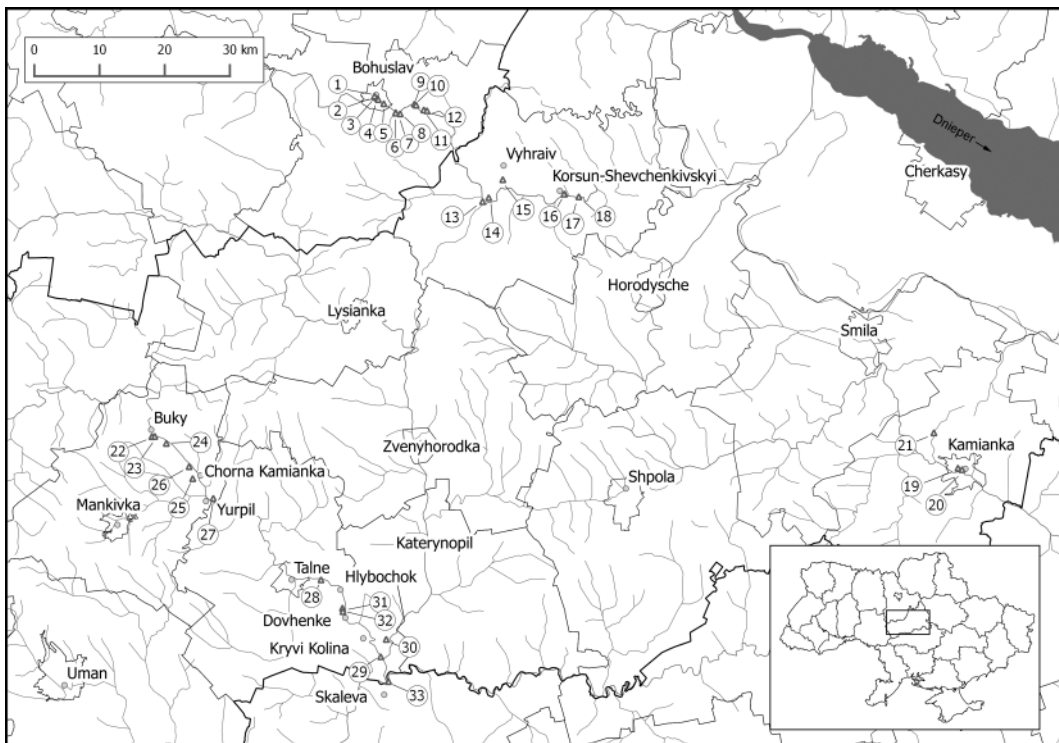 0 10 20 30 km
Bohuslav
9
10
1
2
3
4
5
6
7
8
11
12
Dnieper
Vyhraiv
Cherkasy
Korsun-Shevchenkivskyi
13
14
15
16
17
18
Horodysche
Lysianka
Smila
Buky
22
23
24
Zvenyhorodka
21
Kamianka
26
Chorna Kamianka
Shpola
19
20
25
Mankivka
Yurpil
27
Katerynopil
Talne
Hlybochok
28
31
Dovhenke
32
Kryvi Kolina
30
29
Uman
Skaleva
33